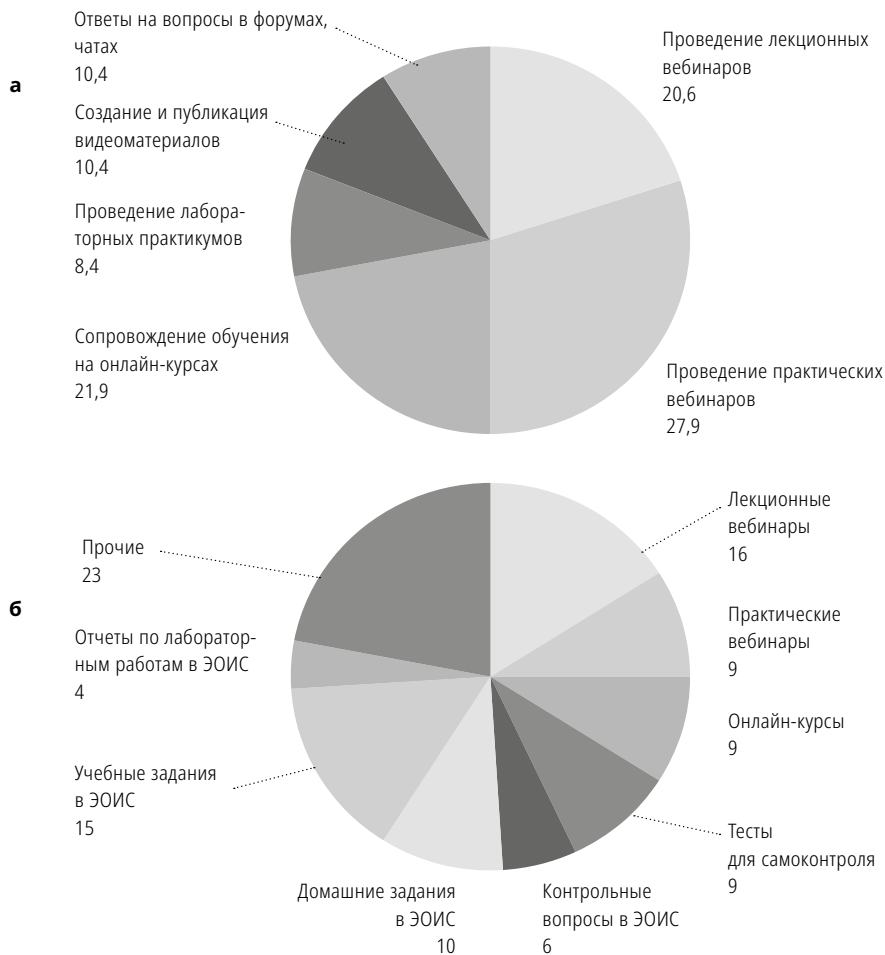 а
Ответы на вопросы в форумах,
чатах
10,4
Создание и публикация
видеоматериалов
10,4
Проведение лабора-
торных практикумов
8,4
Сопровождение обучения
на онлайн-курсах
21,9
Проведение лекционных
вебинаров
20,6
Проведение практических
вебинаров
27,9
б
Прочие
23
Отчеты по лаборатор-
ным работам в ЭОИС
4
Учебные задания
в ЭОИС
15
Домашние задания
в ЭОИС
10
Контрольные
вопросы в ЭОИС
6
Лекционные
вебинары
16
Практические
вебинары
9
Онлайн-курсы
9
Тесты
для самоконтроля
9